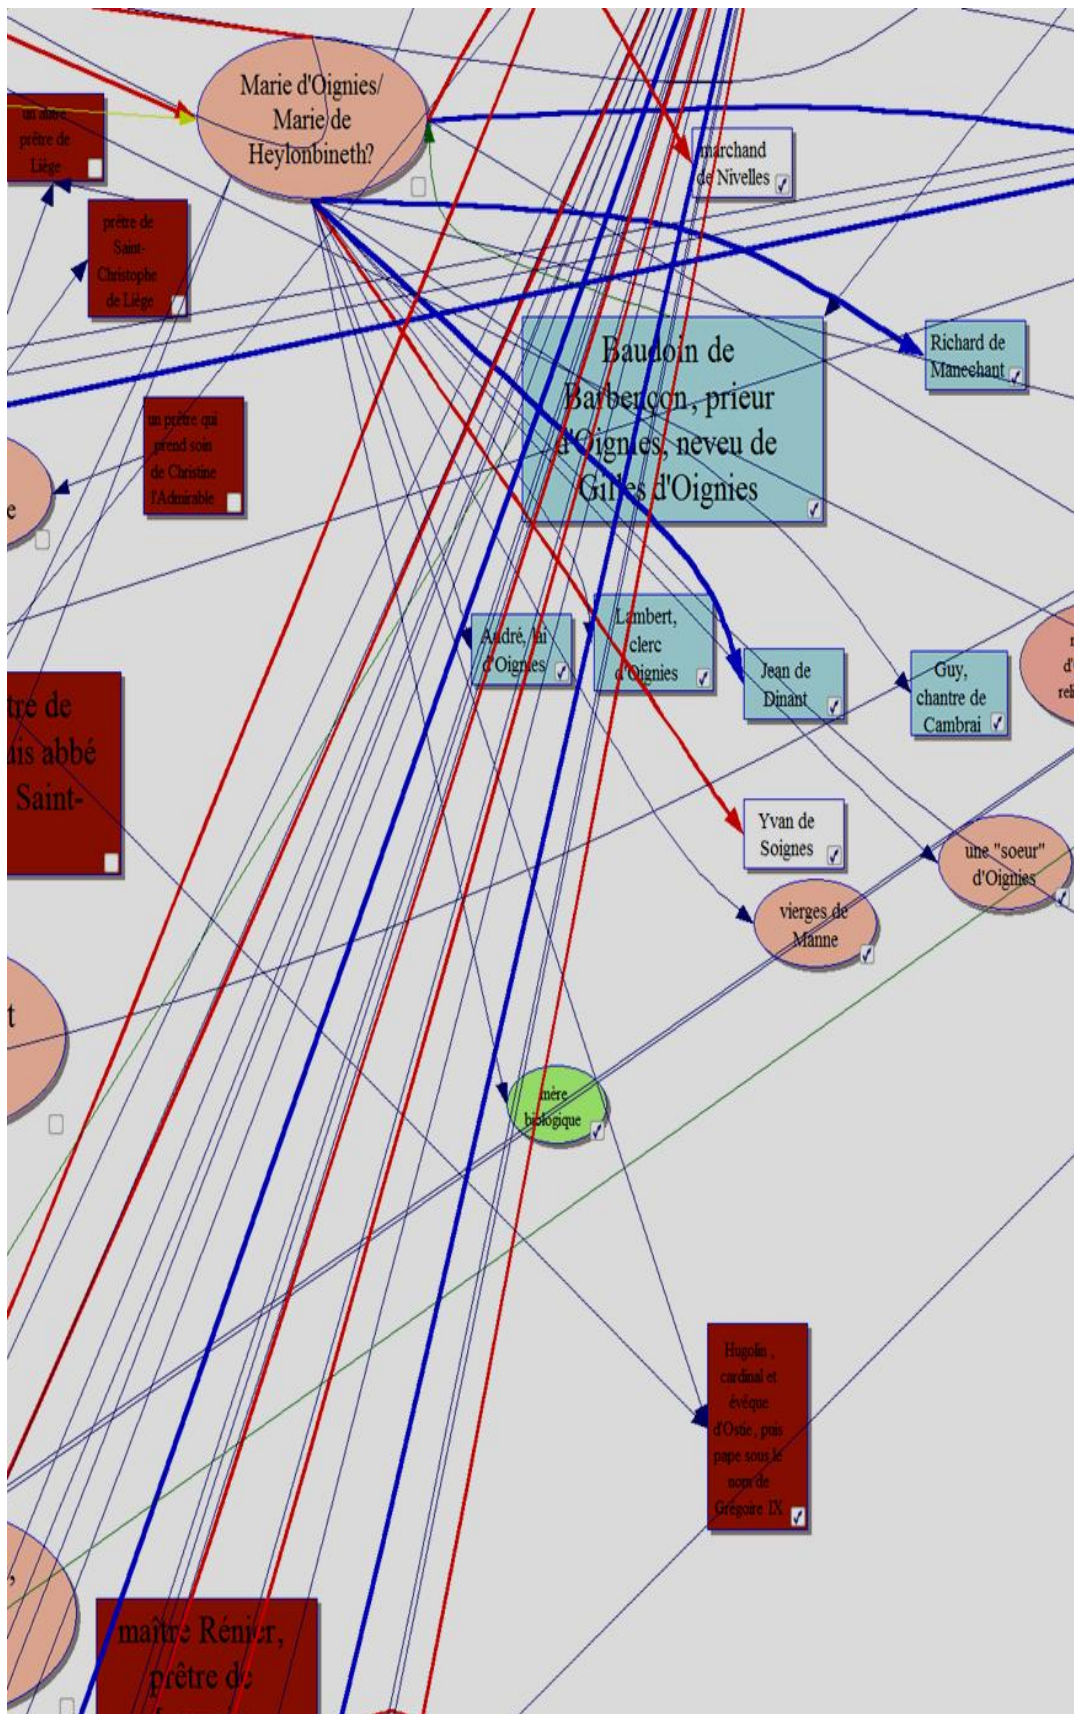 Marie d'Oignies/
Marie de
Heylonbineth?
un autre
prêtre de
Liège
marchand
de Nivelles
prêtre de
Saint-
Christophe
de Liège
Baudoin de
Barbençon, prieur
d'Oignies, neveu de
Gilles d'Oignies
Richard de
Manechant
un prêtre qui
prend soin
de Christine
l'Admirable
e
André, lai
d'Oignies
Lambert,
clerc
d'Oignies
Jean de
Dinant
Guy,
chantre de
Cambrai
tre de
uis abbé
Saint-
Yvan de
Soignes
une "soeur"
d'Oignies
vierges de
Manne
t
mère
biologique
Hugolin ,
cardinal et
évêque
d'Ostie, puis
pape sous le
nom de
Grégoire IX
,
maître Rénier,
prêtre de